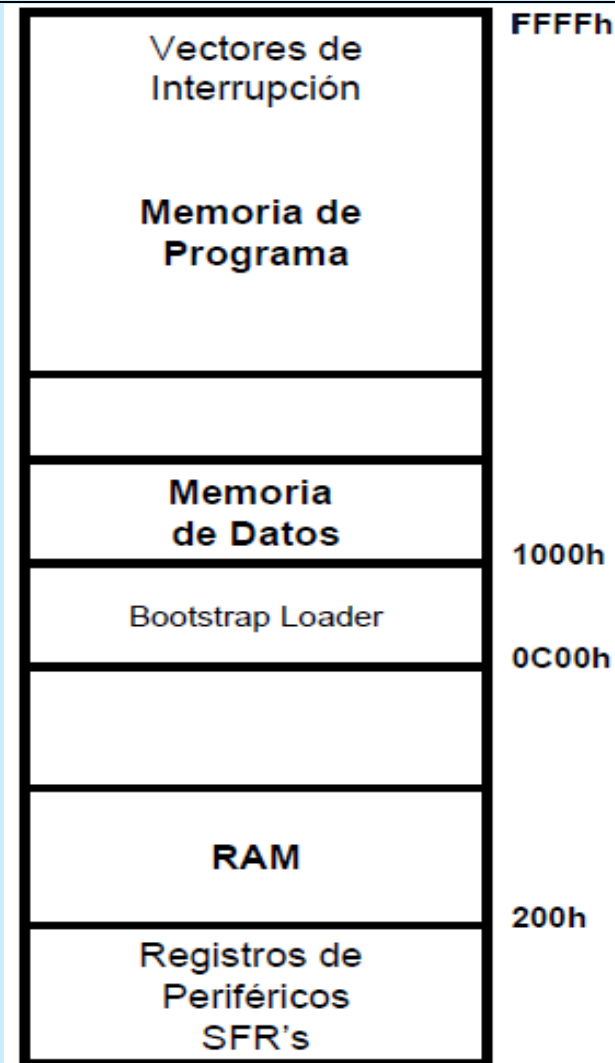 FFFFh
Vectores de
Interrupción
Memoria de
Programa
Memoria
de Datos
1000h
Bootstrap Loader
0C00h
RAM
200h
Registros de
Periféricos
SFR's